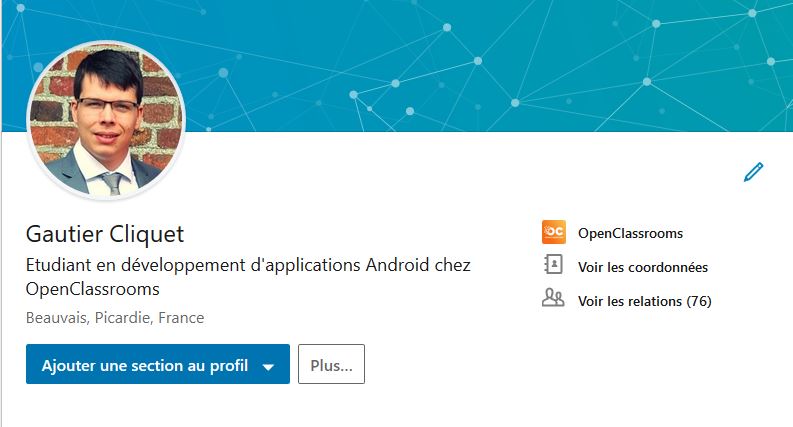 Gautier Cliquet
Etudiant en développement d'applications Android chez
OpenClassrooms
Beauvais, Picardie, France
Ajouter une section au profil
Plus...
OC
OpenClassrooms
Voir les coordonnées
Voir les relations (76)